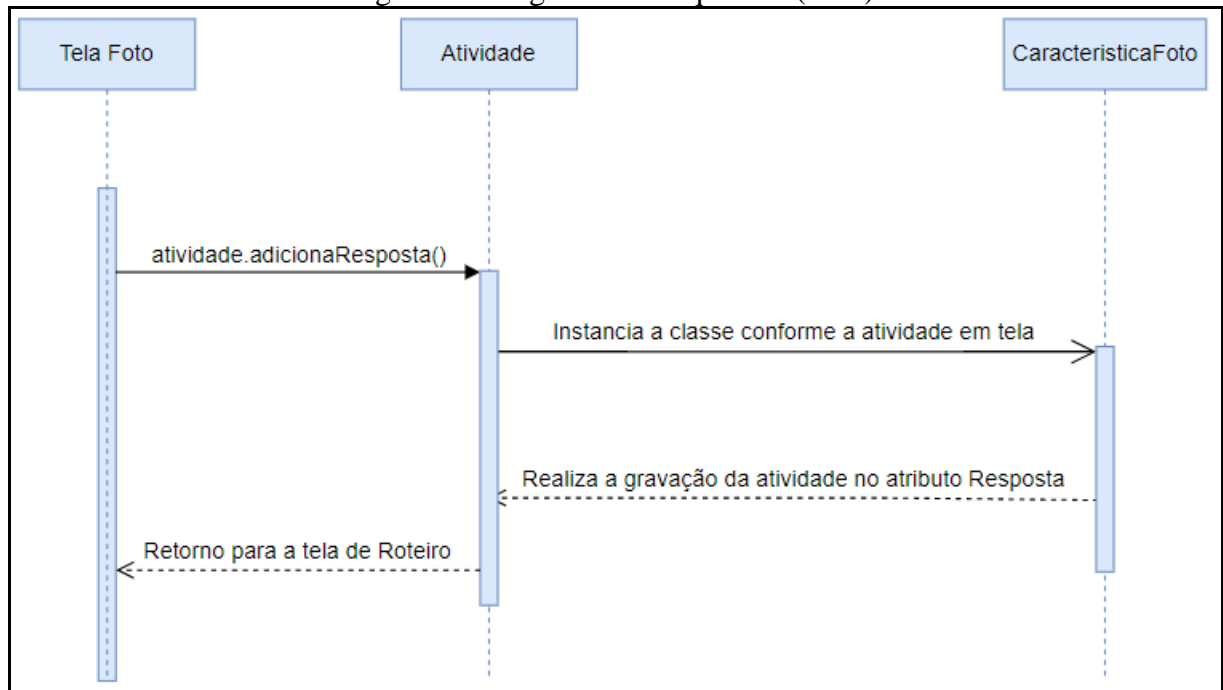 Tela Foto
Atividade
CaracteristicaFoto
atividade.adicionaResposta()
Instancia a classe conforme a atividade em tela
Realiza a gravação da atividade no atributo Resposta
Retorno para a tela de Roteiro